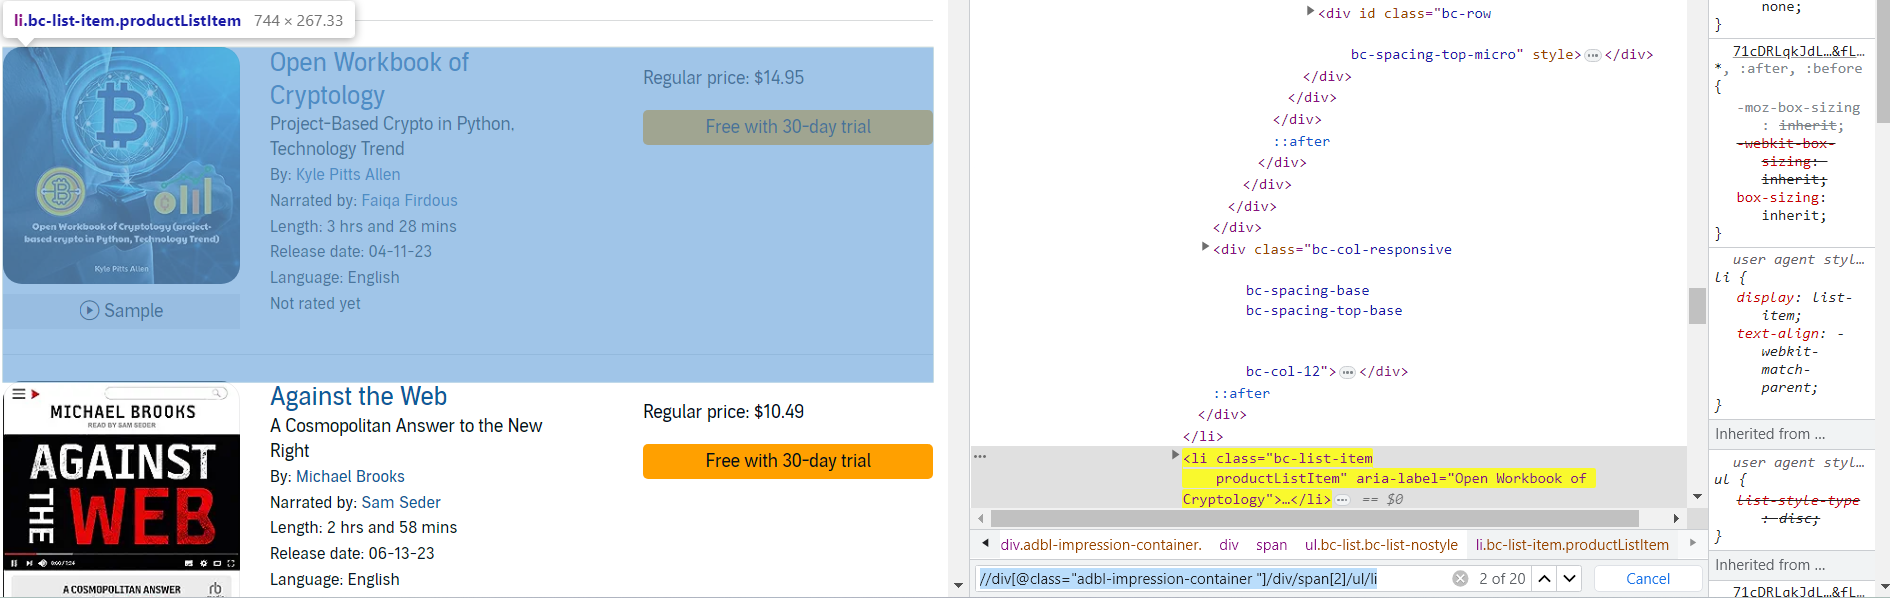 li.bc-list-item.productListItem 744 × 267.33
Open Workbook of
Cryptology
Project-Based Crypto in Python,
Technology Trend
By: Kyle Pitts Allen
Narrated by: Faiqa Firdous
Length: 3 hrs and 28 mins
Release date: 04-11-23
Language: English
Not rated yet
Regular price: $14.95
Free with 30-day trial
Open Workbook of Cryptology (project-
based crypto in Python, Technology Trend)
Kyle Pitts Allen
Sample
Against the Web
A Cosmopolitan Answer to the New
Right
By: Michael Brooks
Narrated by: Sam Seder
Length: 2 hrs and 58 mins
Release date: 06-13-23
Language: English
Regular price: $10.49
Free with 30-day trial
MICHAEL BROOKS
READ BY SAM SEDER
AGAINST
THE
WEB
0:00/1:24
A COSMOPOLITAN ANSWER
rb
<div id class="bc-row
bc-spacing-top-micro" style>…</div>
</div>
</div>
</div>
::after
</div>
</div>
</div>
</div>
<div class="bc-col-responsive
bc-spacing-base
bc-spacing-top-base
bc-col-12">…</div>
::after
</div>
</li>
<li class="bc-list-item
productListItem" aria-label="Open Workbook of
Cryptology">…</li> … == $0
div.adbl-impression-container. div span ul.bc-list.bc-list-nostyle li.bc-list-item.productListItem
//div[@class="adbl-impression-container "]/div/span[2]/ul/li 2 of 20 Cancel
none;
}
71cDRLqkJdL…&fL…
*, :after, :before
{
-moz-box-sizing
: inherit;
-webkit-box-
sizing:
inherit;
box-sizing:
inherit;
}
user agent styl…
li {
display: list-
item;
text-align: -
webkit-
match-
parent;
}
Inherited from ...
user agent styl…
ul {
list-style-type
: disc;
}
Inherited from ...
71cDRLqkJdL…&fL…